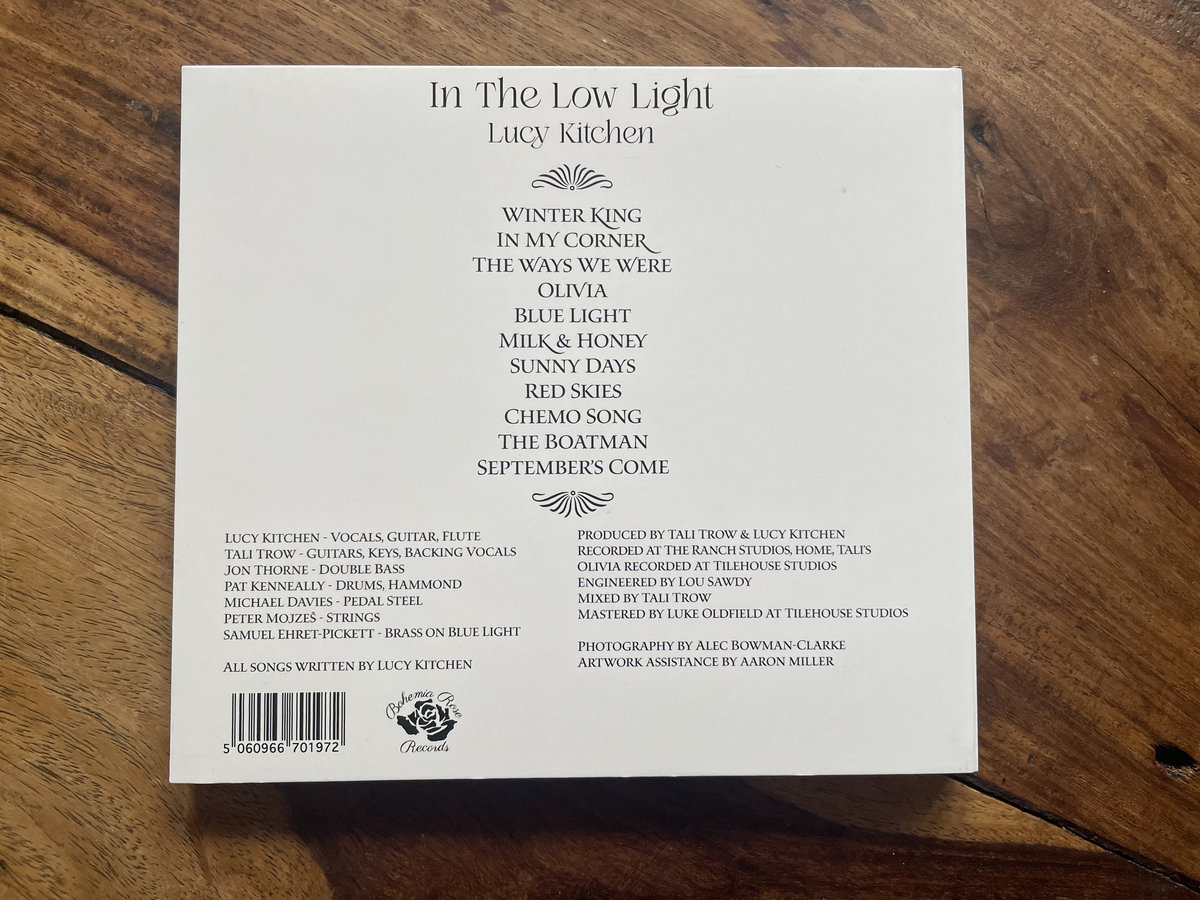 In The Low Light
Lucy Kitchen
WINTER KING
IN MY CORNER
THE WAYS WE WERE
OLIVIA
BLUE LIGHT
MILK & HONEY
SUNNY DAYS
RED SKIES
CHEMO SONG
THE BOATMAN
SEPTEMBER'S COME
LUCY KITCHEN - VOCALS, GUITAR, FLUTE
TALI TROW - GUITARS, KEYS, BACKING VOCALS
JON THORNE - DOUBLE BASS
PAT KENNEALLY - DRUMS, HAMMOND
MICHAEL DAVIES - PEDAL STEEL
PETER MOJZEŠ - STRINGS
SAMUEL EHRET-PICKETT - BRASS ON BLUE LIGHT
ALL SONGS WRITTEN BY LUCY KITCHEN
PRODUCED BY TALI TROW & LUCY KITCHEN
RECORDED AT THE RANCH STUDIOS, HOME, TALI'S
OLIVIA RECORDED AT TILEHOUSE STUDIOS
ENGINEERED BY LOU SAWDY
MIXED BY TALI TROW
MASTERED BY LUKE OLDFIELD AT TILEHOUSE STUDIOS
PHOTOGRAPHY BY ALEC BOWMAN-CLARKE
ARTWORK ASSISTANCE BY AARON MILLER
5 060966 701972
Bohemia Rose
Records